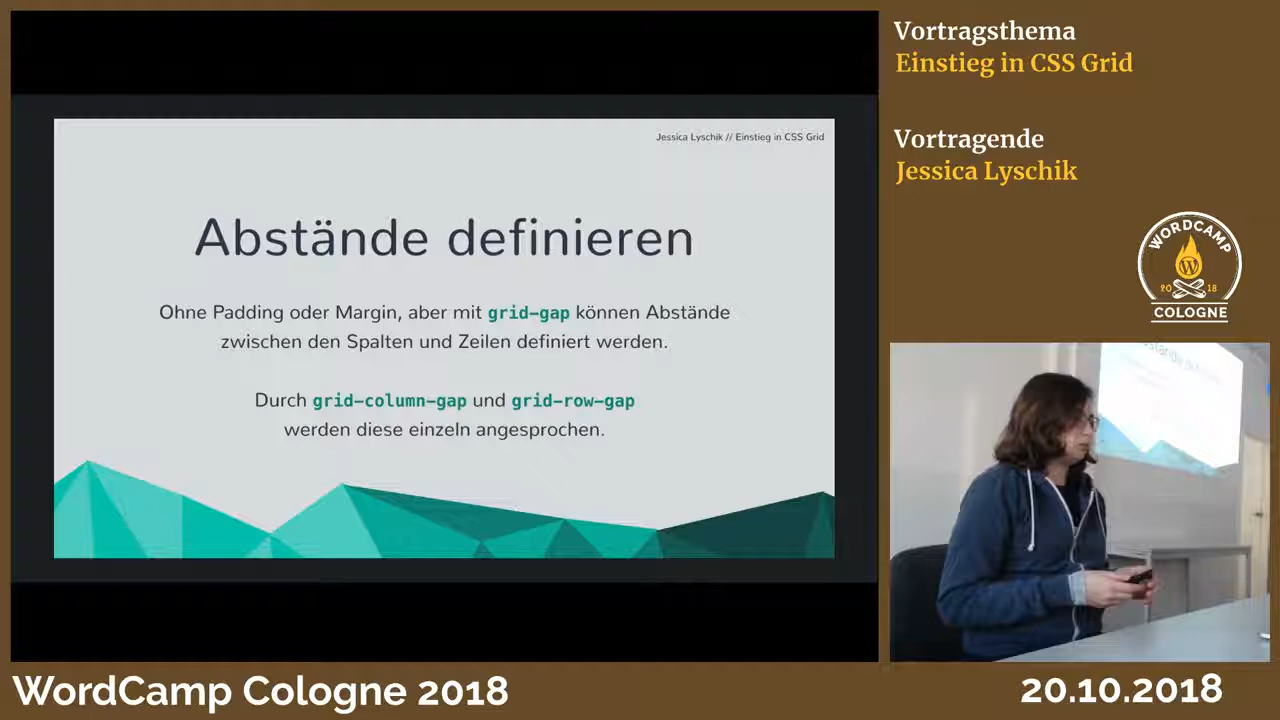 Vortragsthema
Einstieg in CSS Grid
Vortragende
Jessica Lyschik
WORDCAMP
2018
COLOGNE
Jessica Lyschik // Einstieg in CSS Grid
Abstände definieren
Ohne Padding oder Margin, aber mit grid-gap können Abstände
zwischen den Spalten und Zeilen definiert werden.
Durch grid-column-gap und grid-row-gap
werden diese einzeln angesprochen.
WordCamp Cologne 2018
20.10.2018